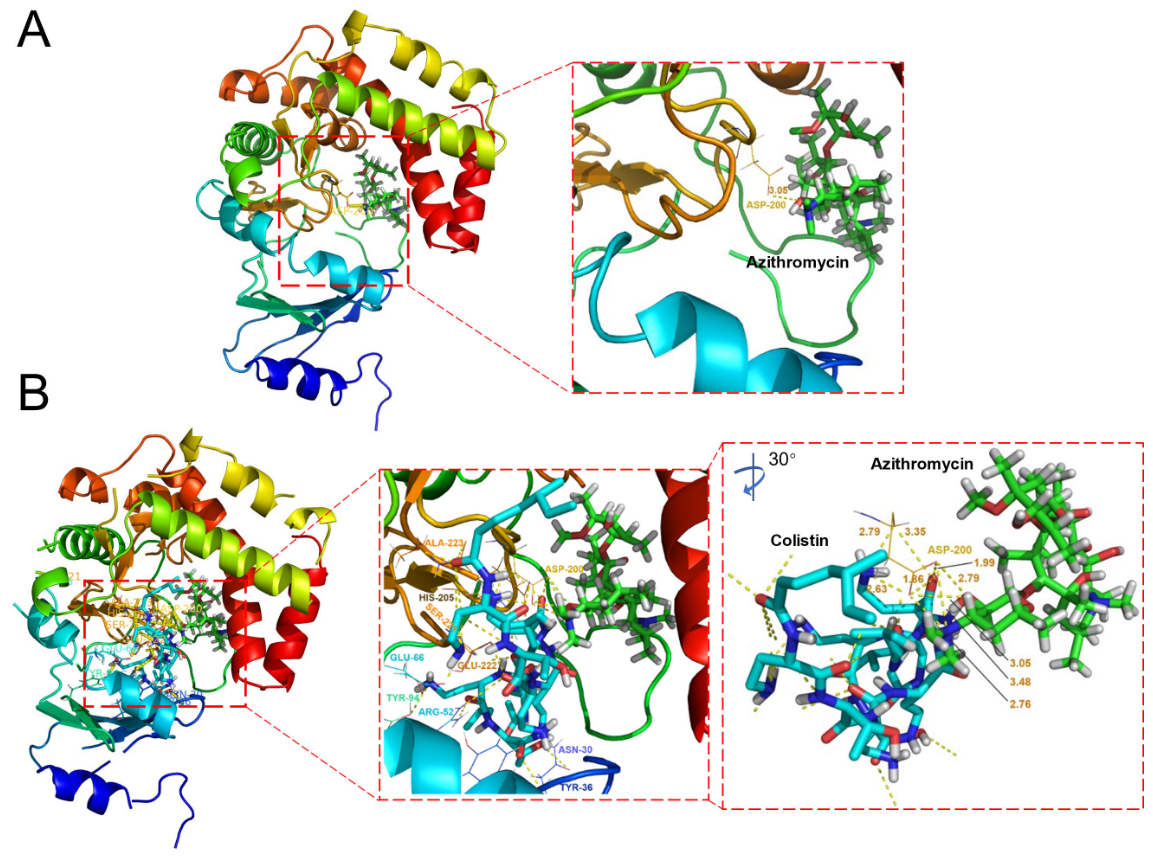 A
3.05
ASP-200
Azithromycin
B
30°
Azithromycin
Colistin
2.79
3.35
ASP-200
1.99
1.86
2.79
2.63
3.05
3.48
2.76
ALA-223
ASP-200
HIS-205
GLU-222
GLU-66
TYR-94
ARG-52
ASN-30
TYR-36